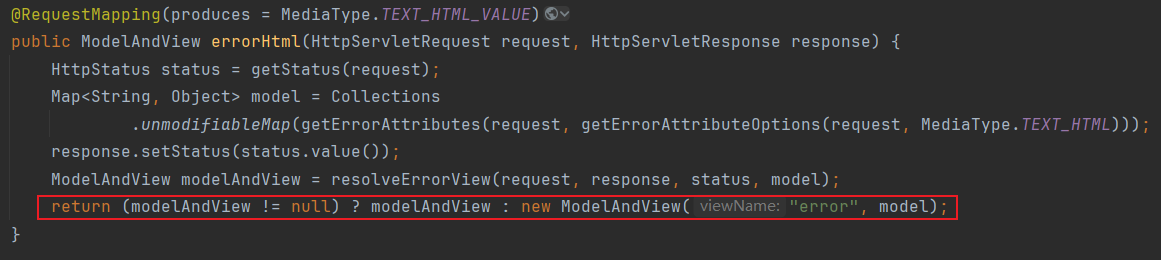 @RequestMapping(produces = MediaType.TEXT_HTML_VALUE)
public ModelAndView errorHtml(HttpServletRequest request, HttpServletResponse response) {
HttpStatus status = getStatus(request);
Map<String, Object> model = Collections
.unmodifiableMap(getErrorAttributes(request, getErrorAttributeOptions(request, MediaType.TEXT_HTML)));
response.setStatus(status.value());
ModelAndView modelAndView = resolveErrorView(request, response, status, model);
return (modelAndView != null) ? modelAndView : new ModelAndView( viewName: "error", model);
}